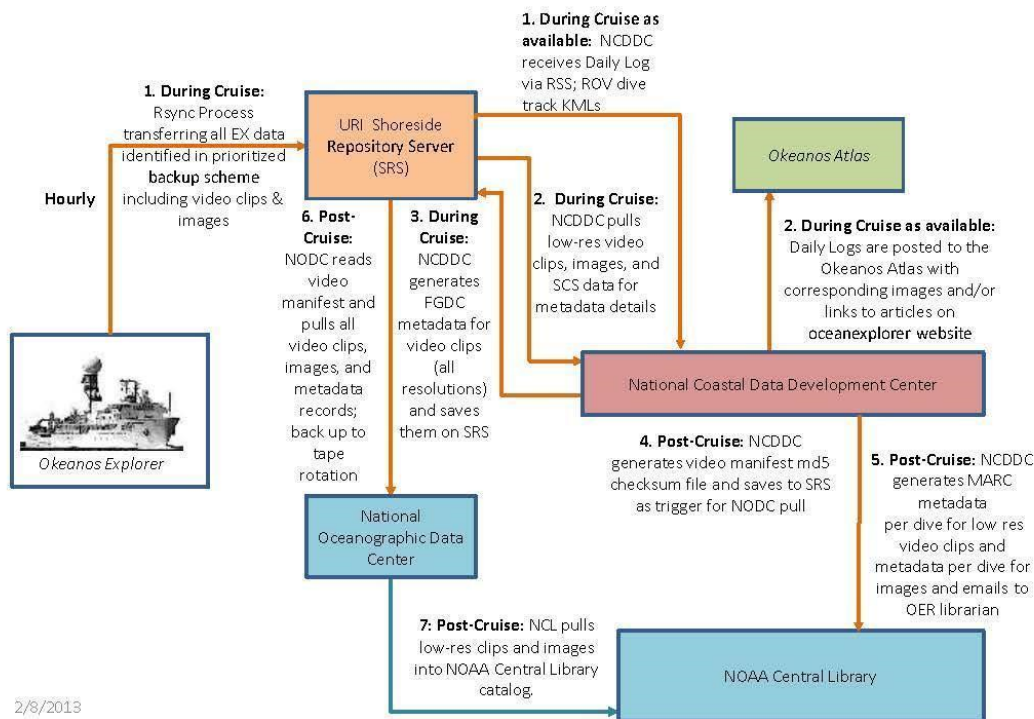 1. During Cruise:
Rsync Process
transferring all EX data
identified in prioritized
backup scheme
including video clips &
images
Hourly
URI Shoreside
Repository Server
(SRS)
1. During Cruise as
available: NCDDC
receives Daily Log
via RSS; ROV dive
track KMLs
Okeanos Atlas
6. Post-
Cruise:
NODC reads
video
manifest and
pulls all
video clips,
images, and
metadata
records;
back up to
tape
rotation
3. During
Cruise:
NCDDC
generates
FGDC
metadata for
video clips
(all
resolutions)
and saves
them on SRS
2. During Cruise:
NCDDC pulls
low-res video
clips, images, and
SCS data for
metadata details
2. During Cruise as available:
Daily Logs are posted to the
Okeanos Atlas with
corresponding images and/or
links to articles on
oceanexplorer website
National Coastal Data Development Center
Okeanos Explorer
4. Post-Cruise: NCDDC
generates video manifest md5
checksum file and saves to SRS
as trigger for NODC pull
5. Post-Cruise: NCDDC
generates MARC
metadata
per dive for low res
video clips and
metadata per dive for
images and emails to
OER librarian
National
Oceanographic Data
Center
7: Post-Cruise: NCL pulls
low-res clips and images
into NOAA Central Library
catalog.
NOAA Central Library
2/8/2013